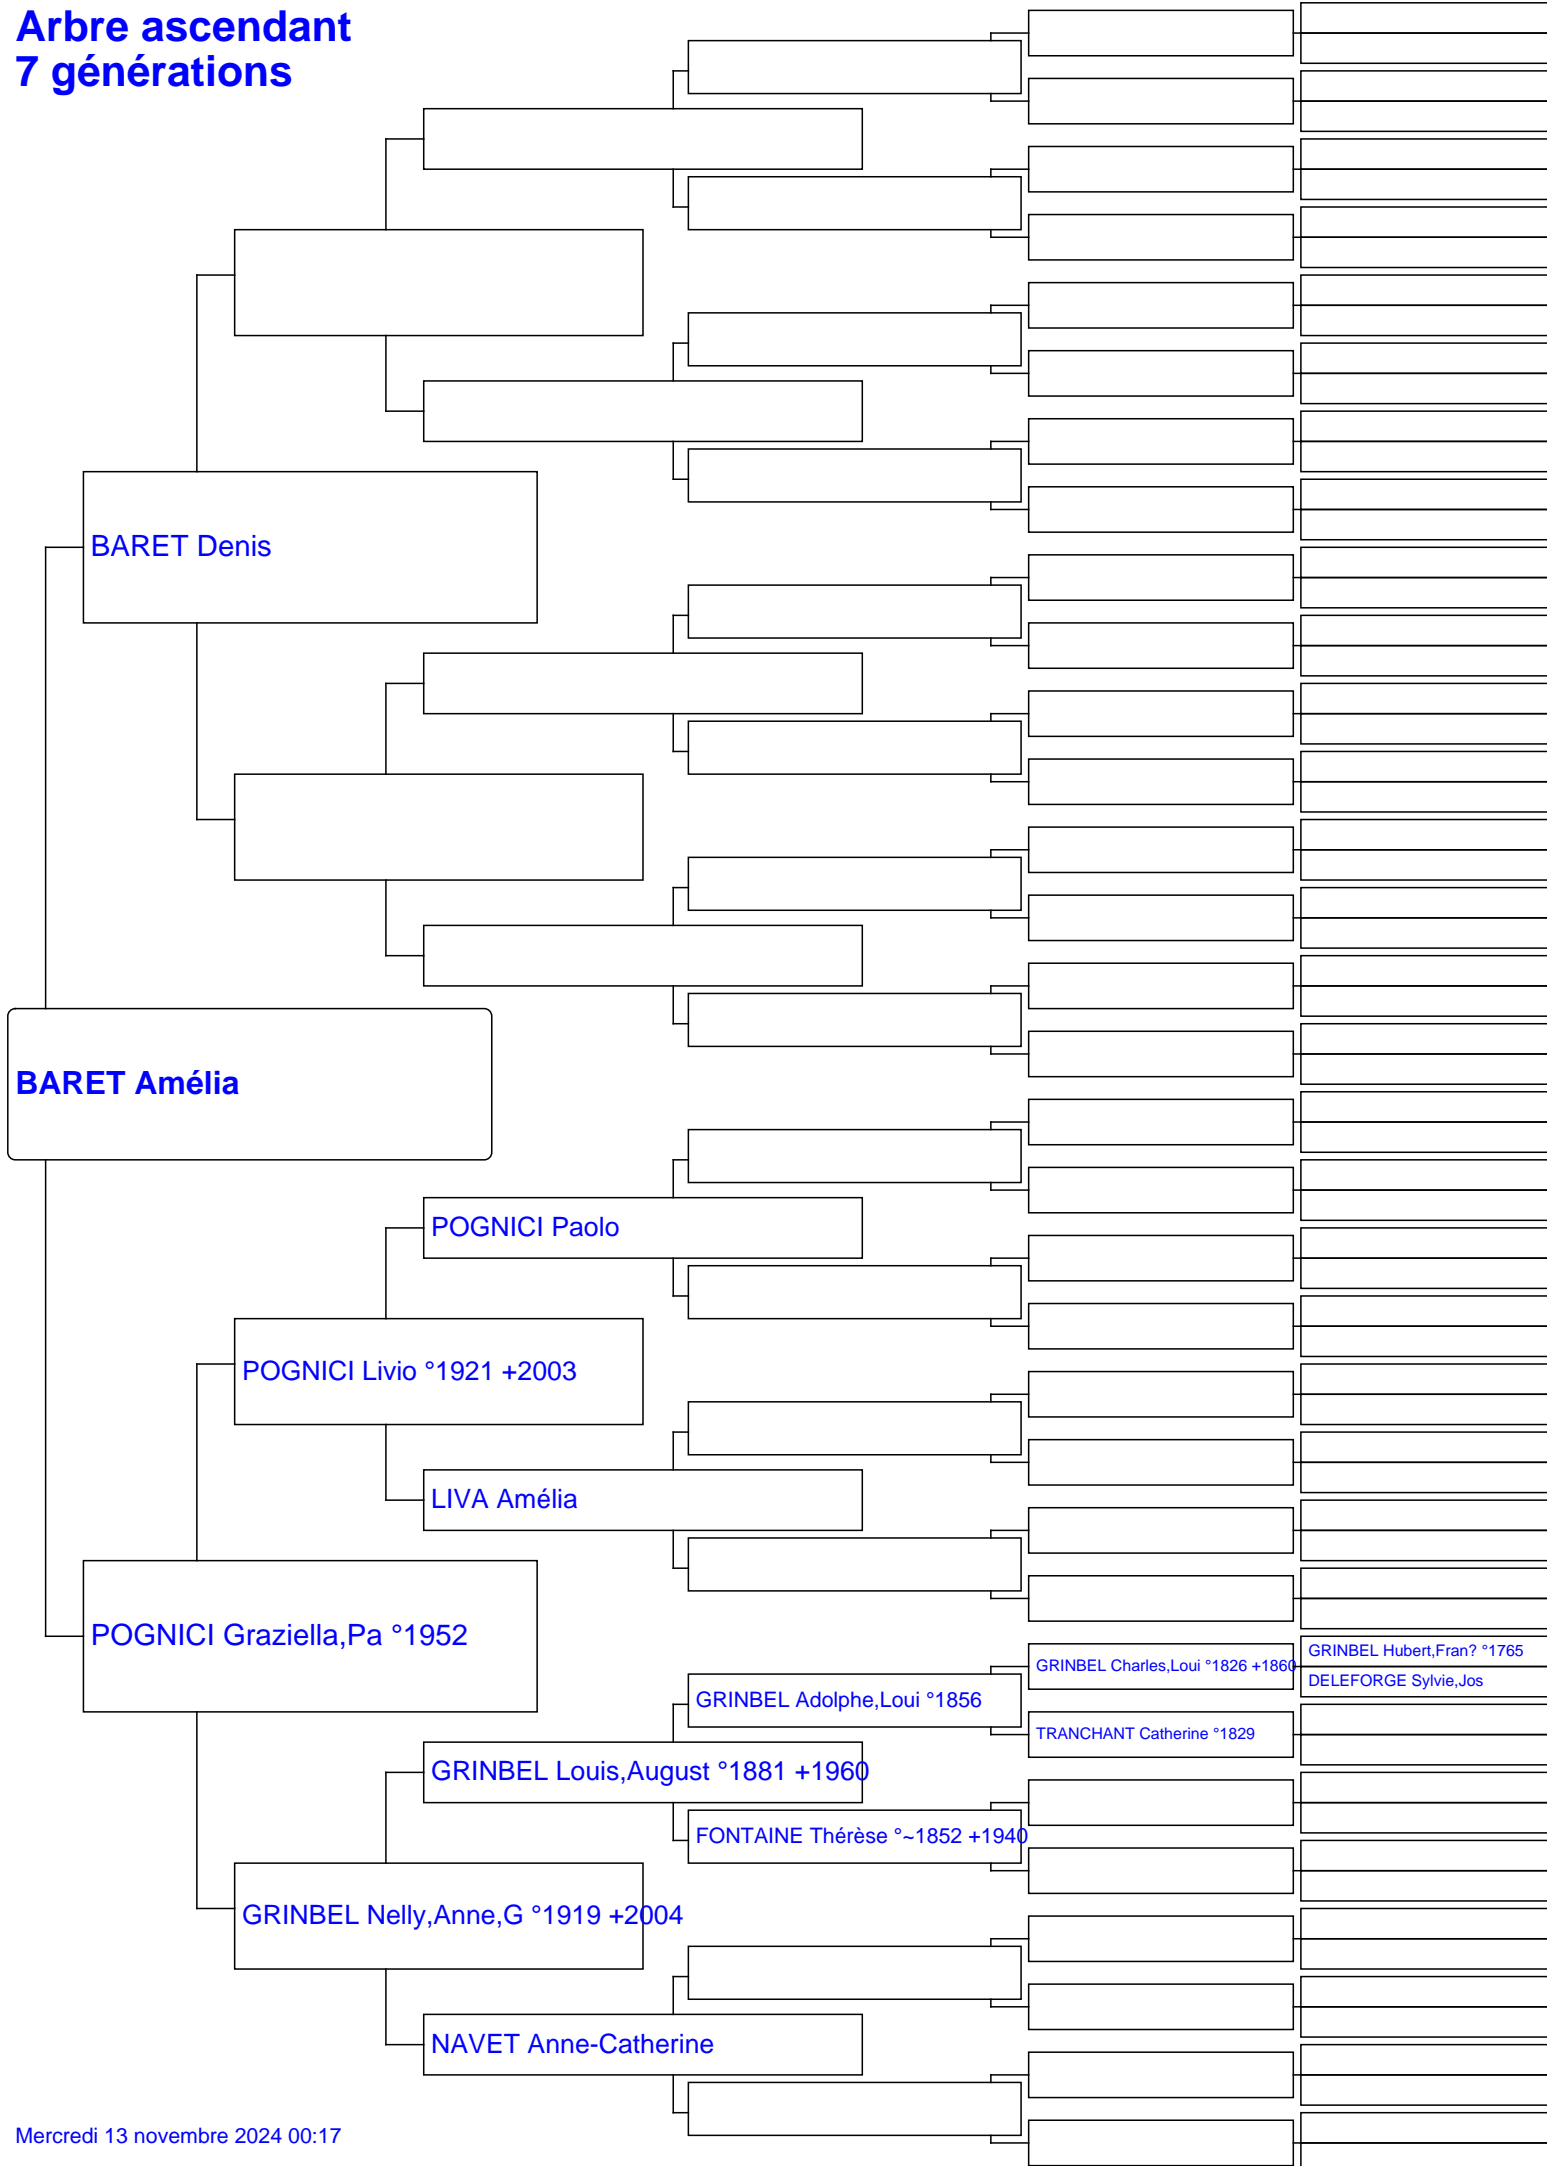 Arbre ascendant
7 générations
BARET Denis
BARET Amélia
POGNICI Paolo
POGNICI Livio °1921 +2003
LIVA Amélia
POGNICI Graziella,Pa °1952
GRINBEL Hubert,Fran? °1765
GRINBEL Charles,Loui °1826 +1860
DELEFORGE Sylvie,Jos
GRINBEL Adolphe,Loui °1856
TRANCHANT Catherine °1829
GRINBEL Louis,August °1881 +1960
FONTAINE Thérèse °~1852 +1940
GRINBEL Nelly,Anne,G °1919 +2004
NAVET Anne-Catherine
Mercredi 13 novembre 2024 00:17